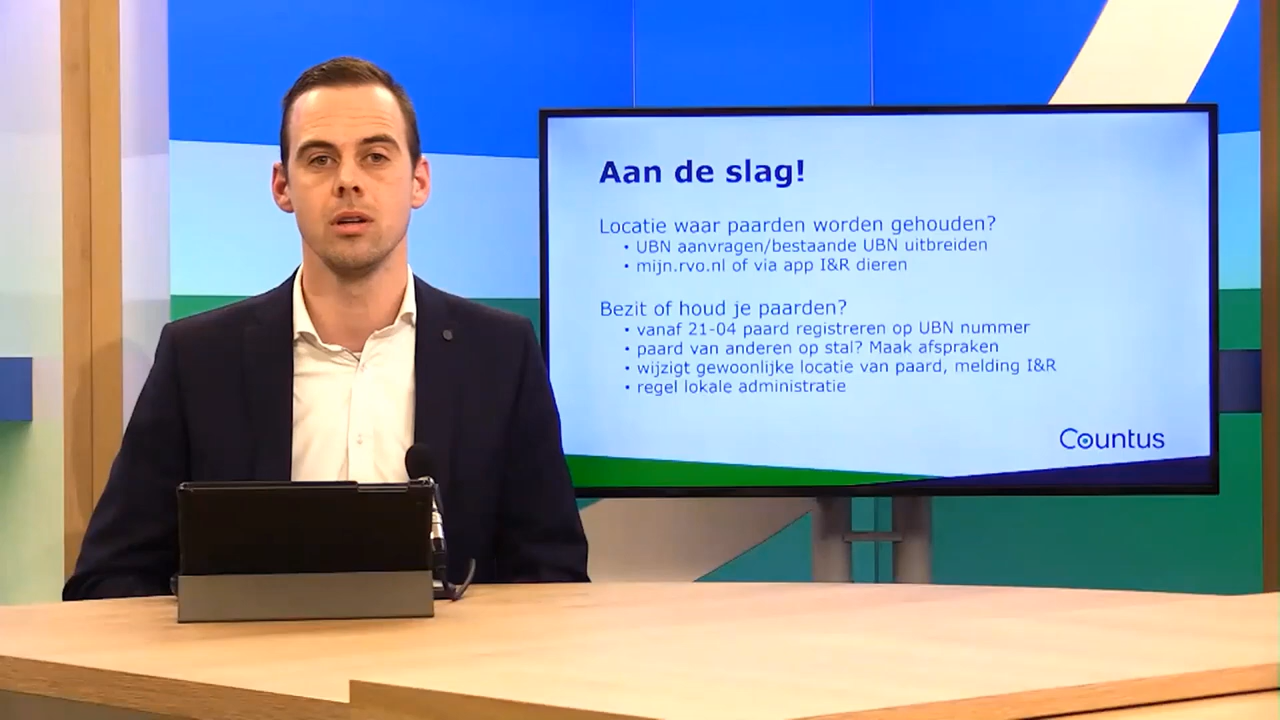 Aan de slag!
Locatie waar paarden worden gehouden?
• UBN aanvragen/bestaande UBN uitbreiden
• mijn.rvo.nl of via app I&R dieren
Bezit of houd je paarden?
• vanaf 21-04 paard registreren op UBN nummer
• paard van anderen op stal? Maak afspraken
• wijzigt gewoonlijke locatie van paard, melding I&R
• regel lokale administratie
Countus